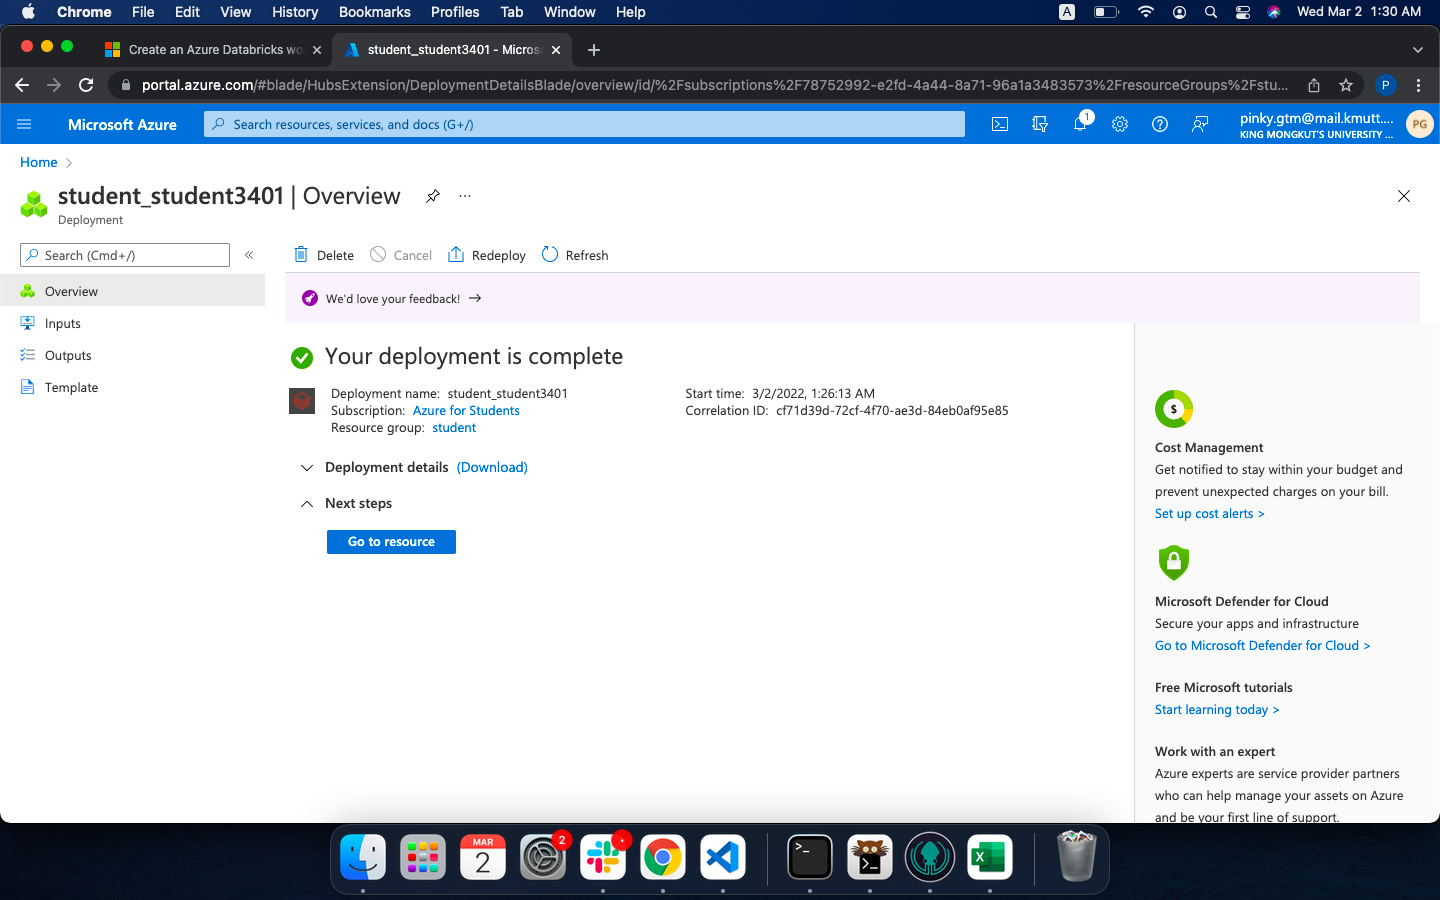 Chrome File Edit View History Bookmarks Profiles Tab Window Help A Wed Mar 2 1:30 AM
Create an Azure Databricks wo
student_student3401 - Micros
portal.azure.com/#blade/HubsExtension/DeploymentDetailsBlade/overview/id/%2Fsubscriptions%2F78752992-e2fd-4a44-8a71-96a1a3483573%2FresourceGroups%2Fstu...
P
Microsoft Azure
Search resources, services, and docs (G+/)
1
pinky.gtm@mail.kmutt....
KING MONGKUT'S UNIVERSITY ...
PG
Home
student_student3401 | Overview
...
Deployment
Search (Cmd+/)
«
Delete Cancel Redeploy Refresh
Overview
Inputs
Outputs
Template
We'd love your feedback! →
Your deployment is complete
Deployment name: student_student3401
Subscription: Azure for Students
Resource group: student
Start time: 3/2/2022, 1:26:13 AM
Correlation ID: cf71d39d-72cf-4f70-ae3d-84eb0af95e85
Deployment details (Download)
Next steps
Go to resource
$
Cost Management
Get notified to stay within your budget and
prevent unexpected charges on your bill.
Set up cost alerts >
Microsoft Defender for Cloud
Secure your apps and infrastructure
Go to Microsoft Defender for Cloud >
Free Microsoft tutorials
Start learning today >
Work with an expert
Azure experts are service provider partners
who can help manage your assets on Azure
and be your first line of support.
MAR
2
2
X